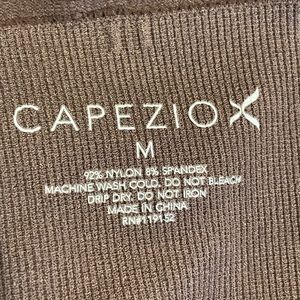 CAPEZIO
M
92% NYLON 8% SPANDEX
MACHINE WASH COLD. DO NOT BLEACH
DRIP DRY. DO NOT IRON
MADE IN CHINA
RN#119152